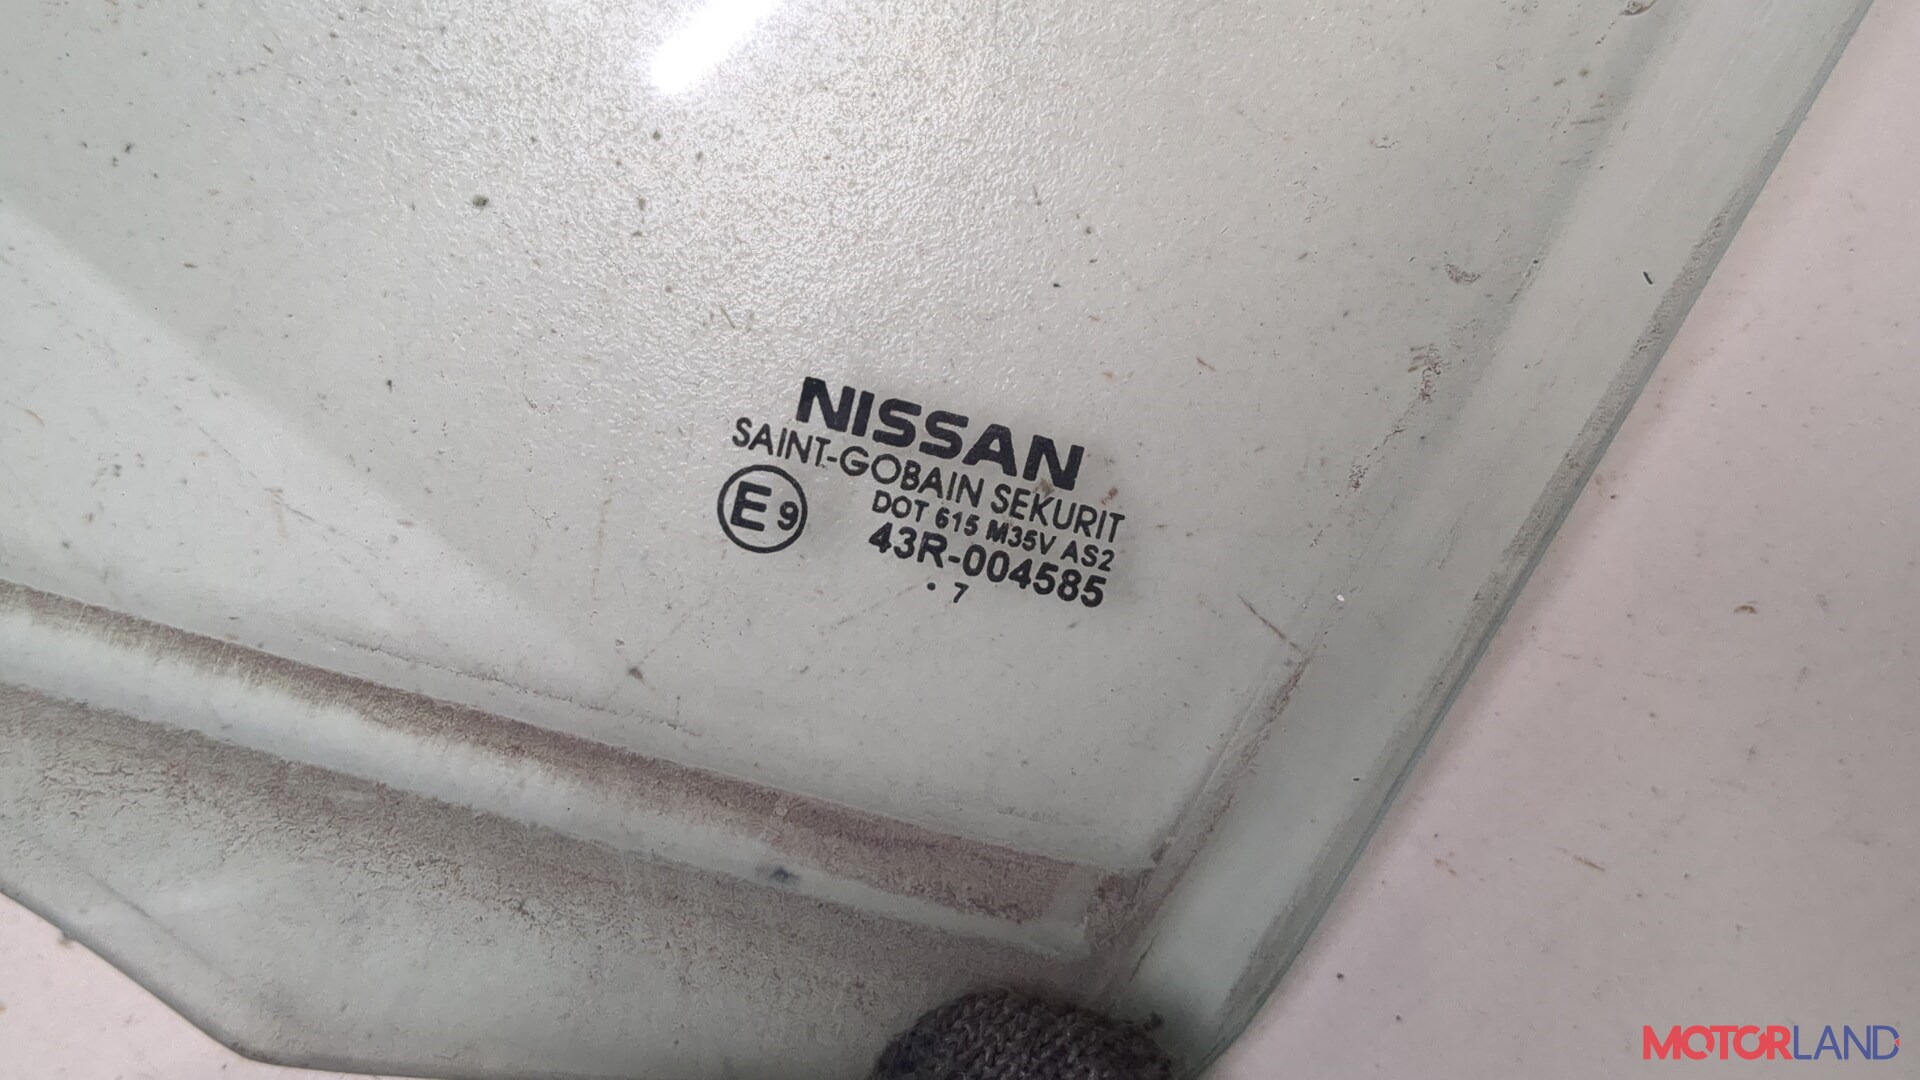 NISSAN
SAINT-GOBAIN SEKURIT
E9
DOT 615 M35V AS2
43R-004585
. 7
MOTORLAND